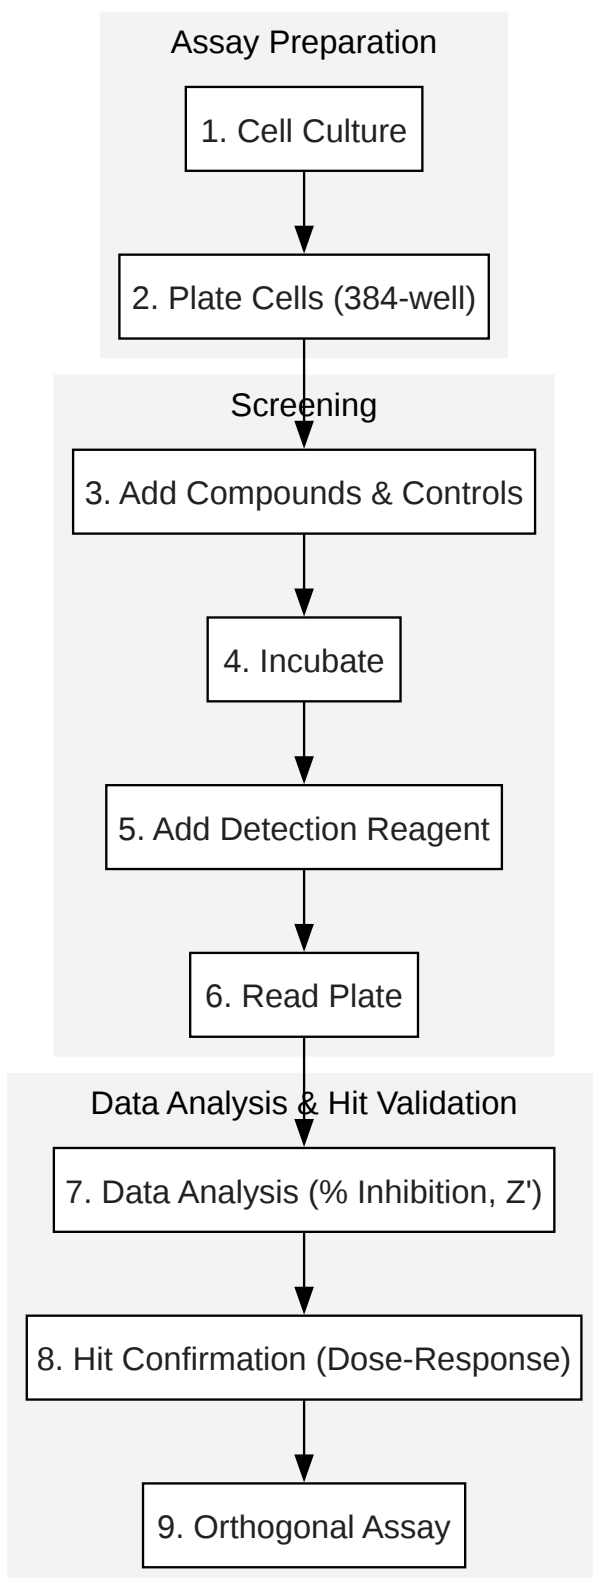 Assay Preparation
1. Cell Culture
2. Plate Cells (384-well)
Screening
3. Add Compounds & Controls
4. Incubate
5. Add Detection Reagent
6. Read Plate
Data Analysis & Hit Validation
7. Data Analysis (% Inhibition, Z')
8. Hit Confirmation (Dose-Response)
9. Orthogonal Assay